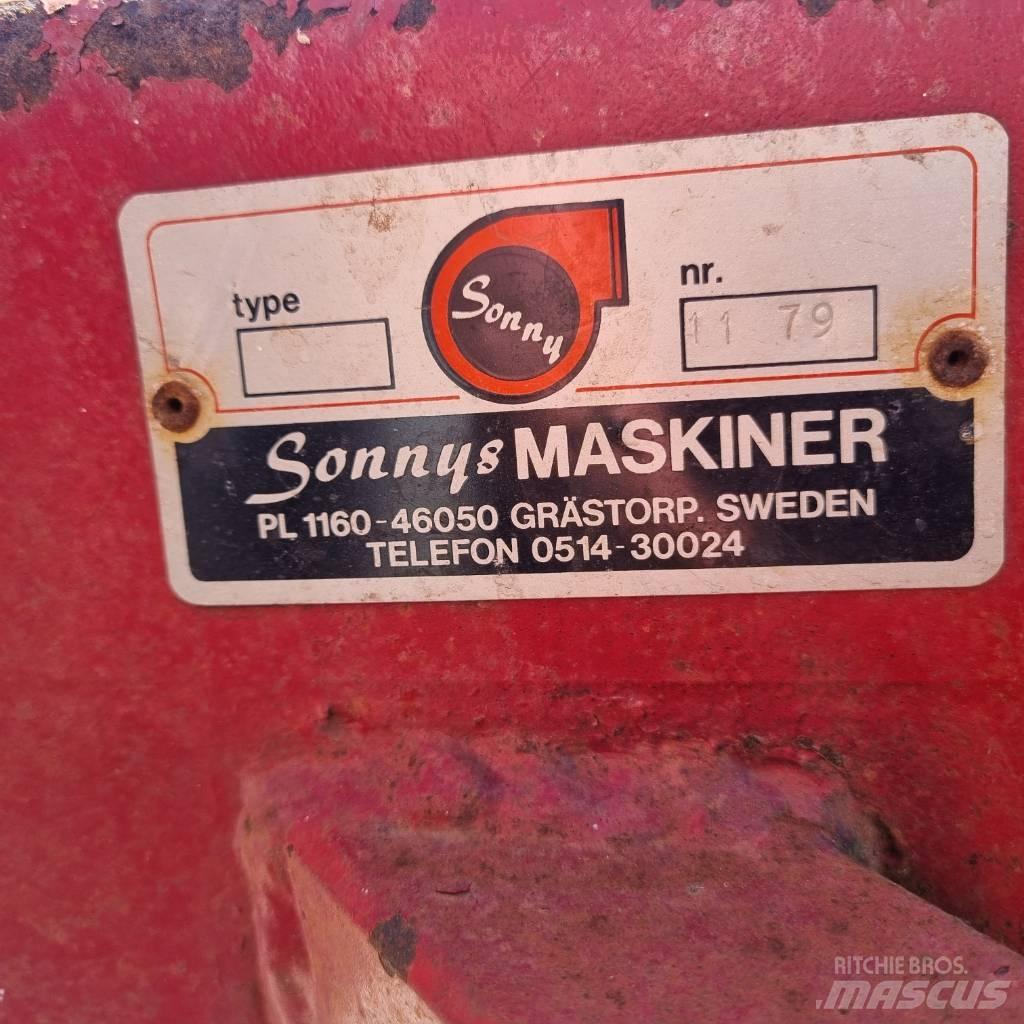 type
Sonny
nr.
11 79
Sonnys MASKINER
PL 1160-46050 GRÄSTORP. SWEDEN
TELEFON 0514-30024
RITCHIE BROS.
MASCUS